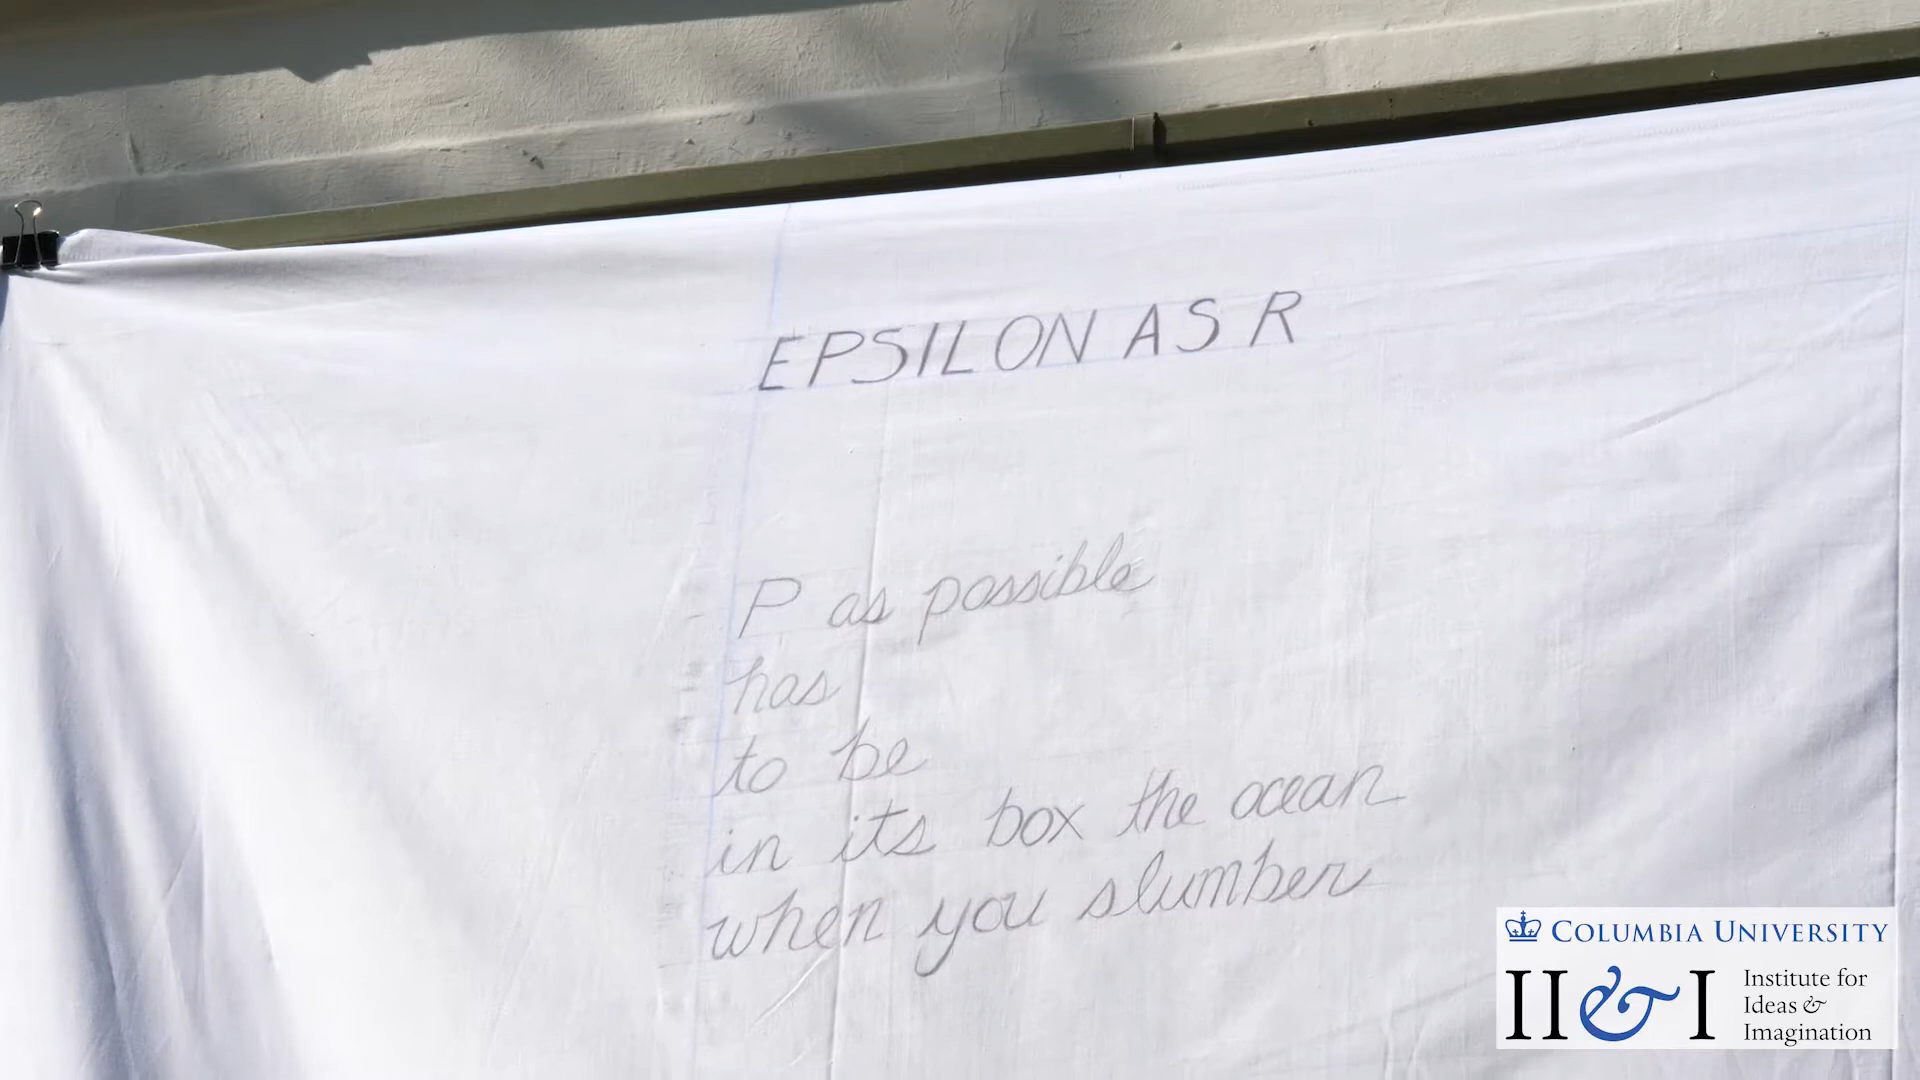 EPSILON AS R
P as possible
has
to be
in its box the ocean
when you slumber
COLUMBIA UNIVERSITY
II&I
Institute for
Ideas &
Imagination